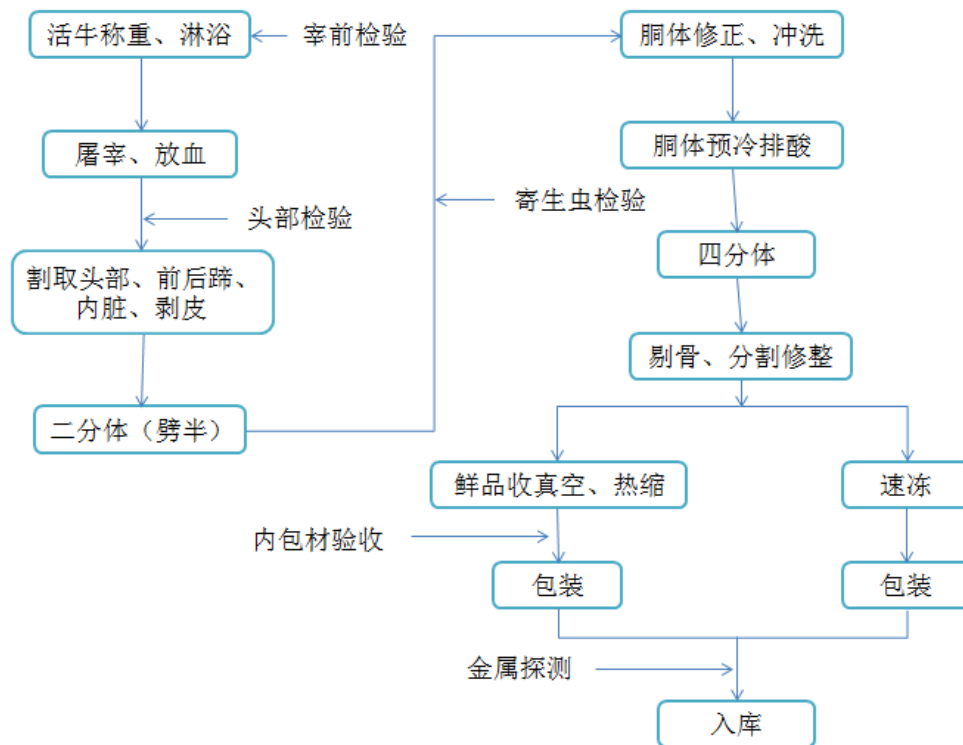 活牛称重、淋浴
宰前检验
屠宰、放血
头部检验
割取头部、前后蹄、
内脏、剥皮
二分体（劈半）
寄生虫检验
胴体修正、冲洗
胴体预冷排酸
四分体
剔骨、分割修整
鲜品收真空、热缩
速冻
内包材验收
包装
包装
金属探测
入库